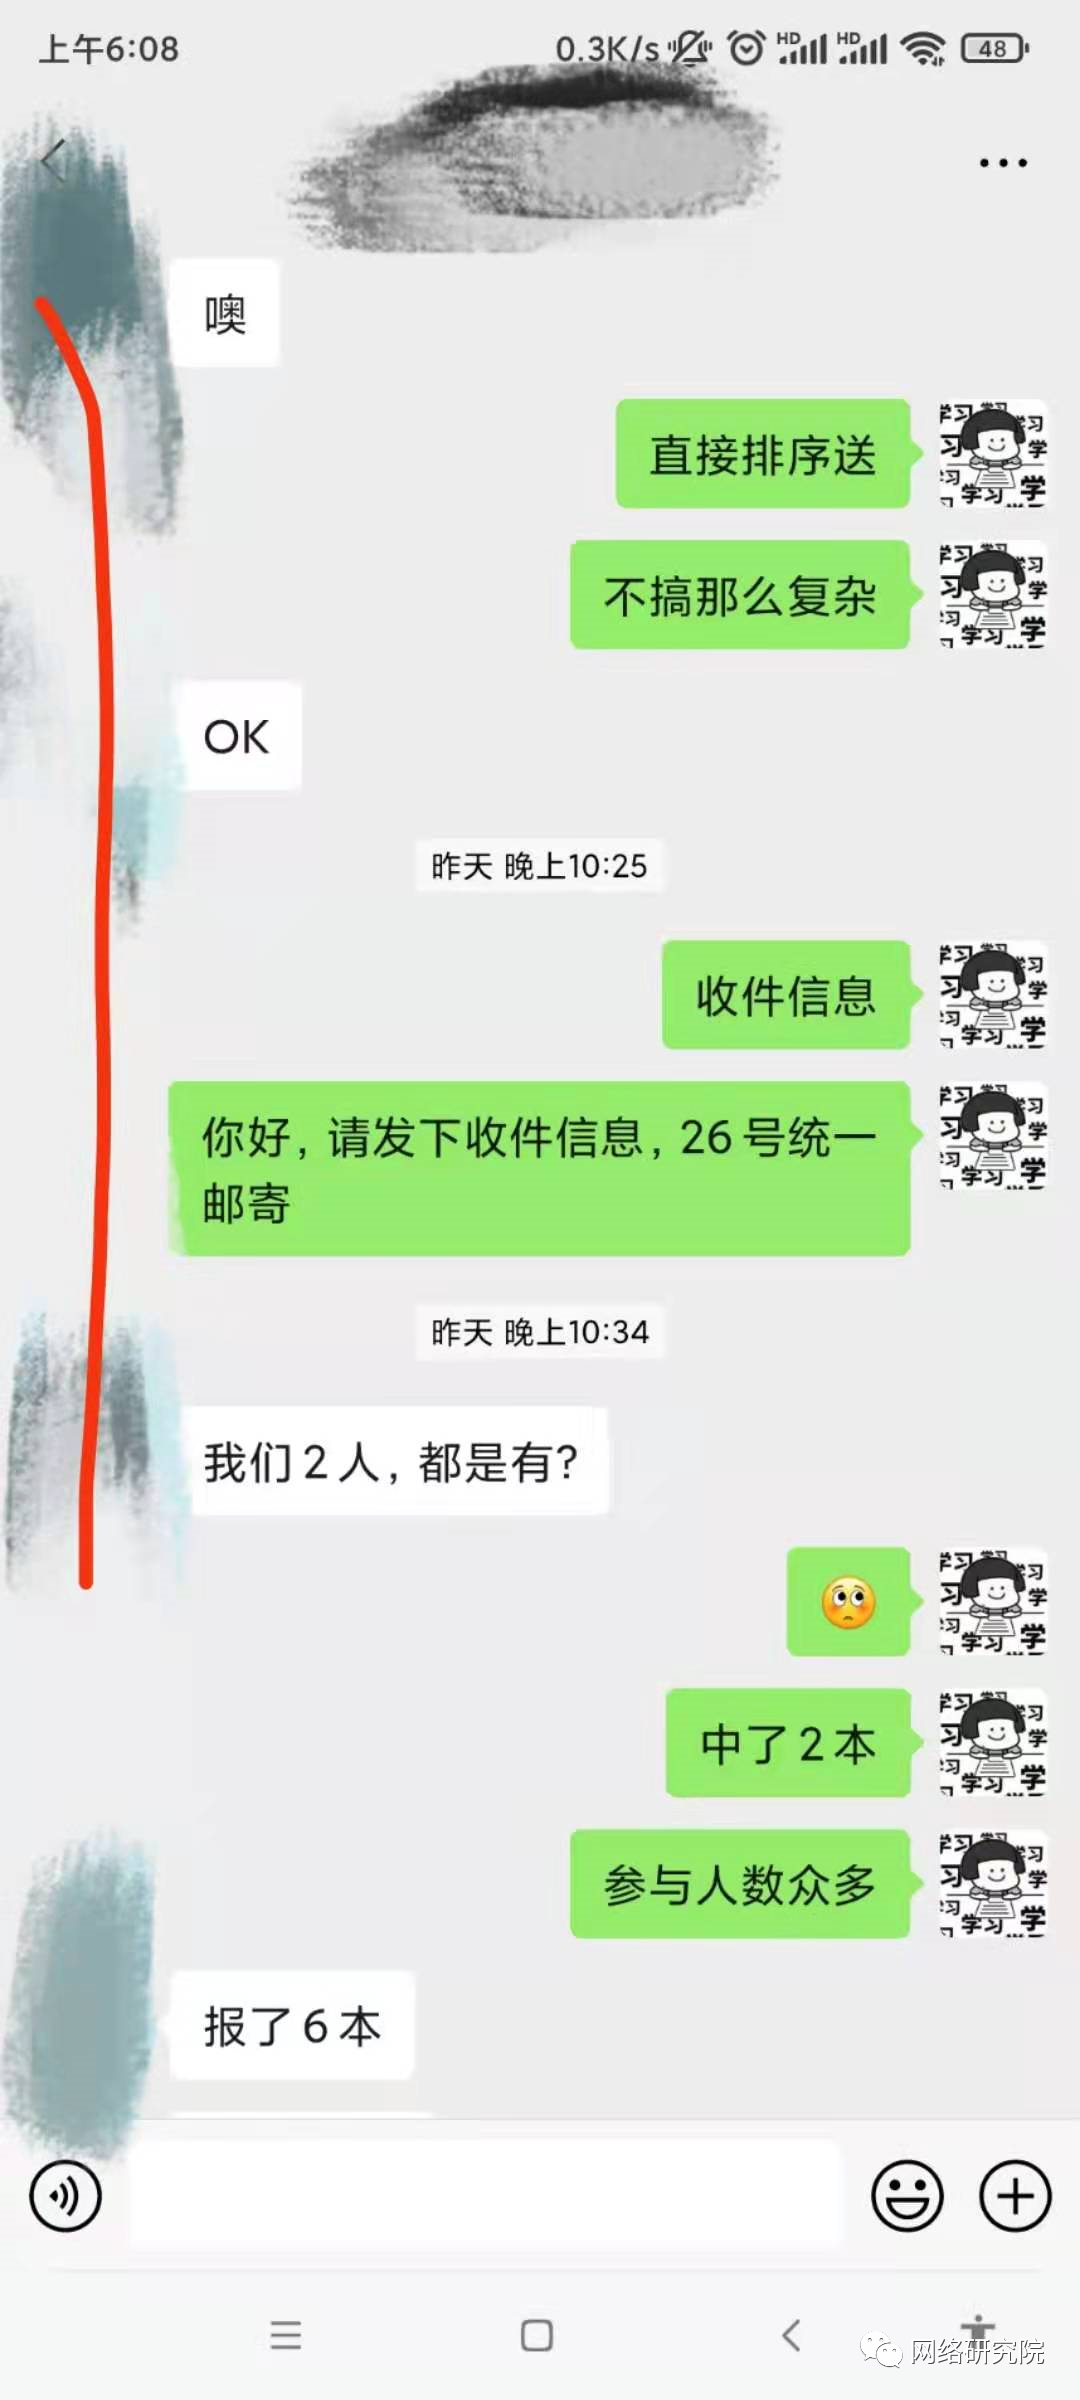 上午6:08
0.3K/s HD HD 48
噢
直接排序送
不搞那么复杂
OK
昨天 晚上10:25
收件信息
你好，请发下收件信息，26号统一
邮寄
昨天 晚上10:34
我们2人，都是有?
中了2本
参与人数众多
报了6本
网络研究院